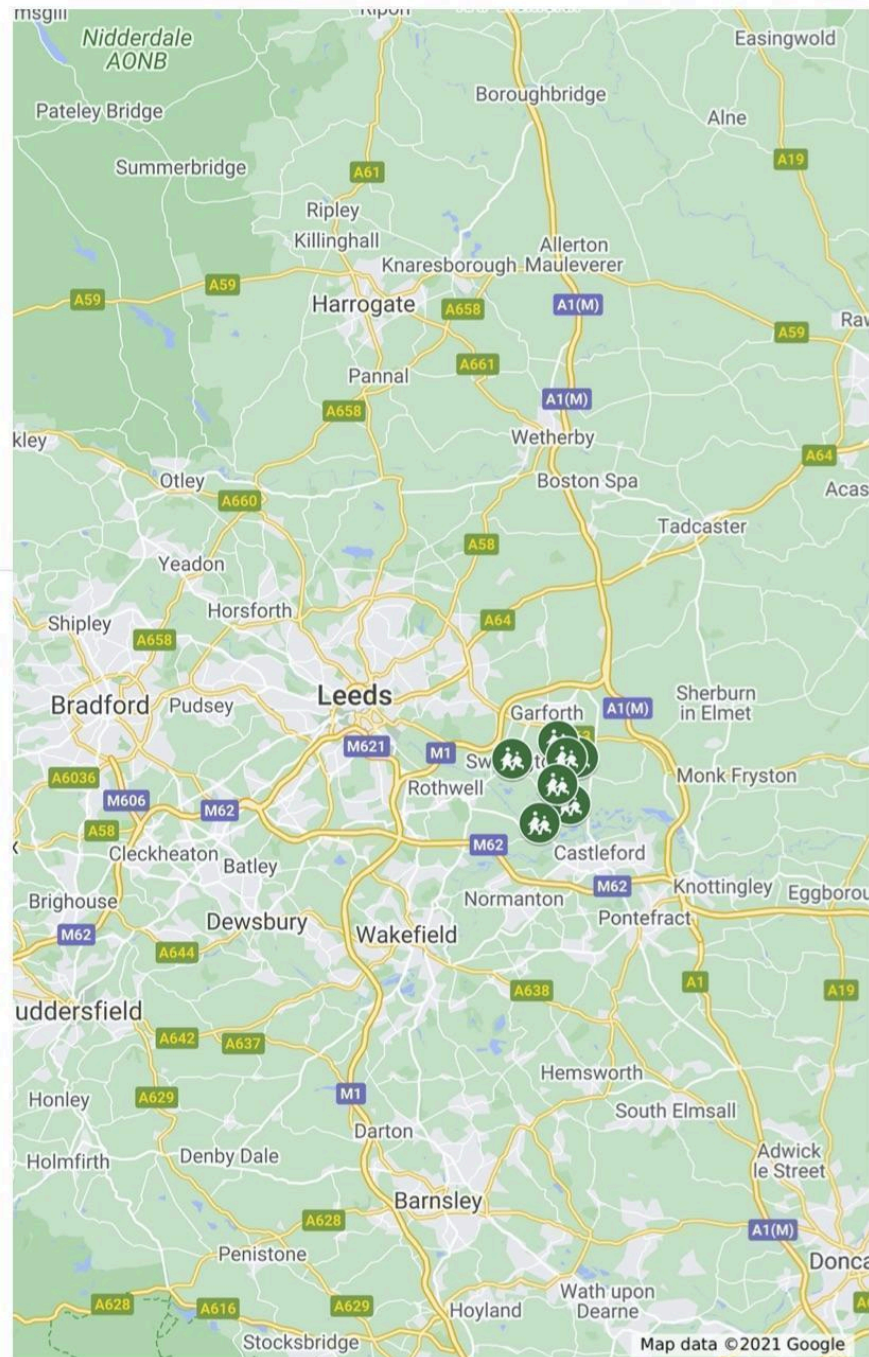 Nidderdale
AONB
Easingwold
Pateley Bridge
Boroughbridge
Alne
Summerbridge
A61
A19
Ripley
Killinghall
Knaresborough
Allerton
Mauleverer
A59
A59
Harrogate
A658
A1(M)
A59
Pannal
A661
A658
A1(M)
Wetherby
A64
Otley
Boston Spa
A660
Tadcaster
A58
Yeadon
Horsforth
Shipley
A658
A64
Bradford
Pudsey
Leeds
Garforth
A1(M)
Sherburn
in Elmet
M621
M1
A6036
Rothwell
Monk Fryston
M606
M62
A58
Cleckheaton
Batley
M62
Castleford
Brighouse
Normanton
M62
Knottingley
M62
Dewsbury
Wakefield
Pontefract
A644
A638
A1
A19
uddersfield
A642
A637
Honley
A629
M1
Hemsworth
South Elmsall
Holmfirth
Denby Dale
Darton
Adwick
le Street
Barnsley
A628
A1(M)
Penistone
A628
A616
A629
Hoyland
Wath upon
Dearne
Stocksbridge
Map data ©2021 Google